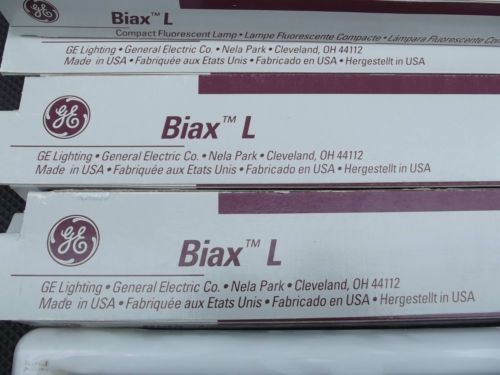 GE
Biax™ L
Compact Fluorescent Lamp • Lampe Fluorescente Compacte • Lámpara Fluorescente
GE Lighting • General Electric Co. • Nela Park • Cleveland, OH 44112
Made in USA • Fabriquée aux Etats Unis • Fabricado en USA • Hergestellt in USA
GE
Biax™ L
GE Lighting • General Electric Co. • Nela Park • Cleveland, OH 44112
Made in USA • Fabriquée aux Etats Unis • Fabricado en USA • Hergestellt in USA
GE
Biax™ L
GE Lighting • General Electric Co. • Nela Park • Cleveland, OH 44112
Made in USA • Fabriquée aux Etats Unis • Fabricado en USA • Hergestellt in USA